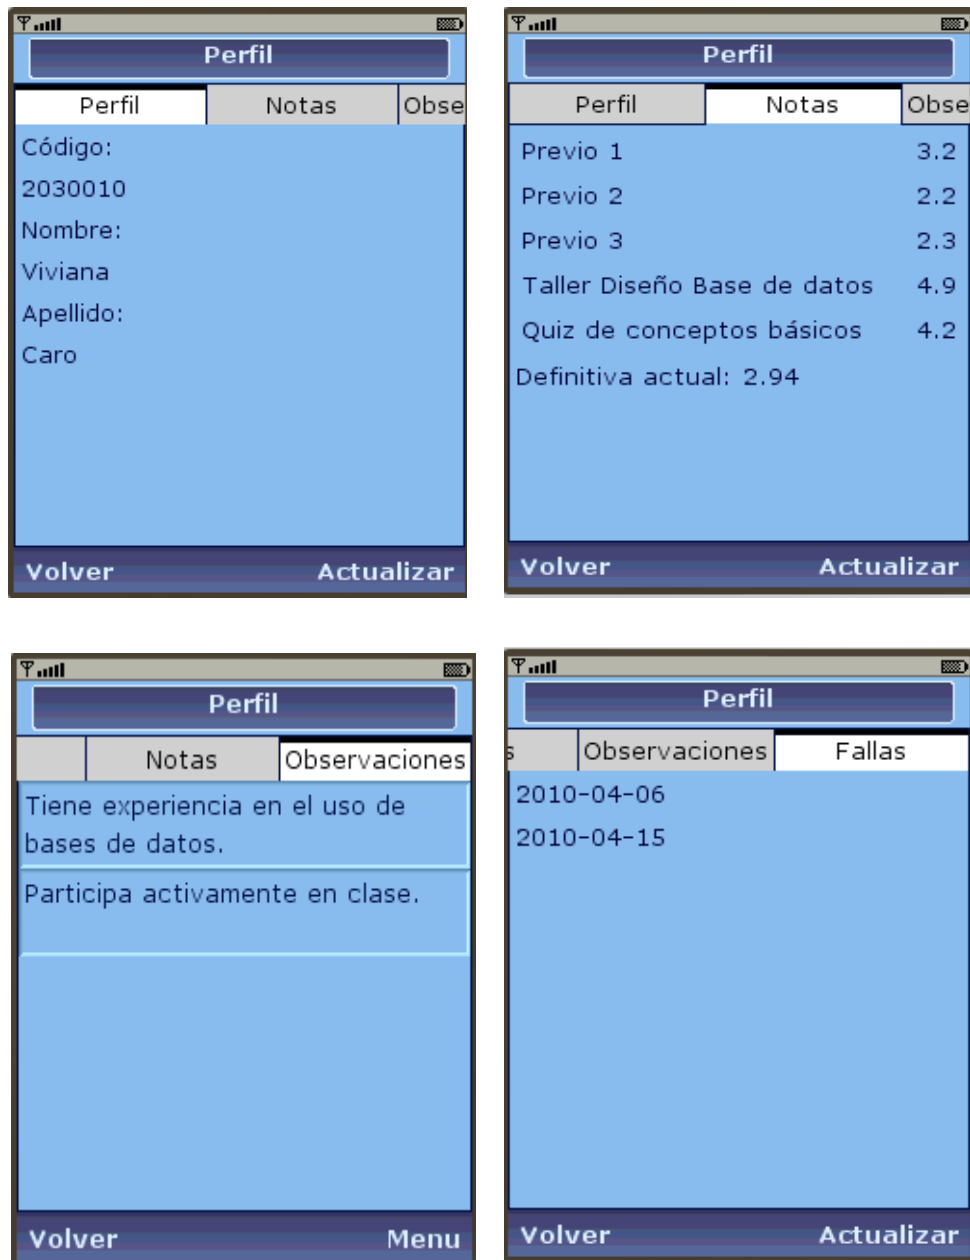 Perfil
Perfil Notas Obse
Código:
2030010
Nombre:
Viviana
Apellido:
Caro
Volver Actualizar
Perfil
Perfil Notas Obse
Previo 1 3.2
Previo 2 2.2
Previo 3 2.3
Taller Diseño Base de datos 4.9
Quiz de conceptos básicos 4.2
Definitiva actual: 2.94
Volver Actualizar
Perfil
Notas Observaciones
Tiene experiencia en el uso de
bases de datos.
Participa activamente en clase.
Volver Menu
Perfil
s Observaciones Fallas
2010-04-06
2010-04-15
Volver Actualizar